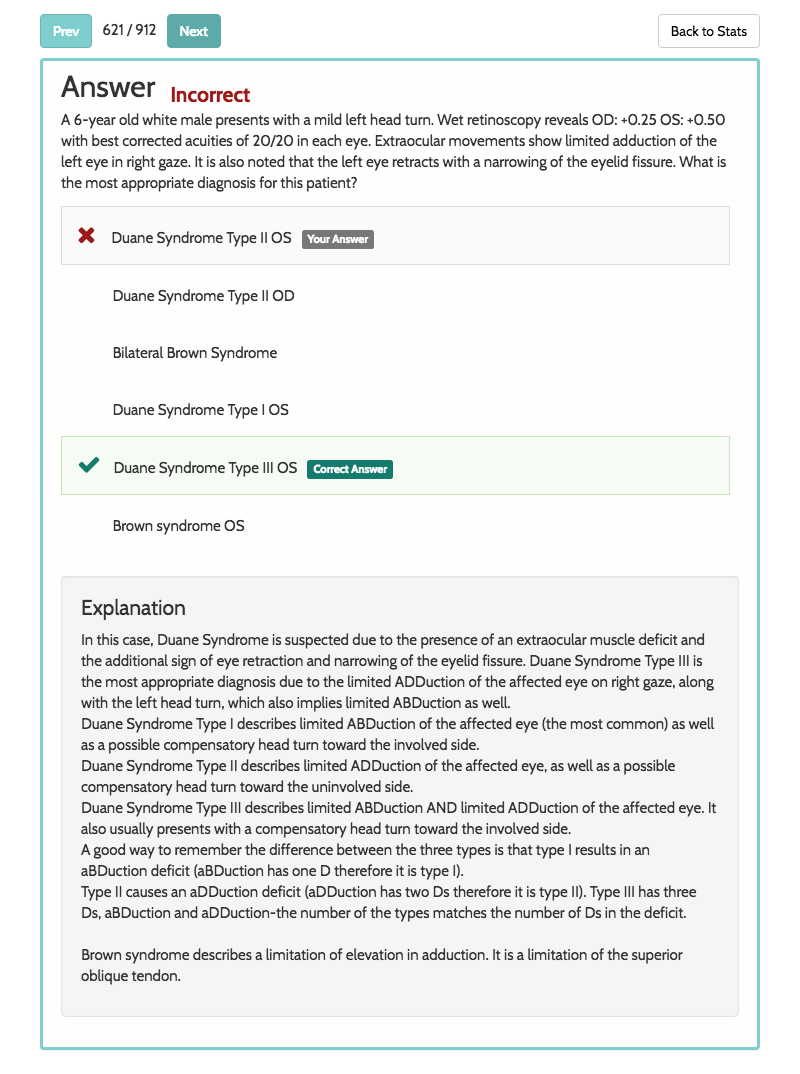 Prev 621 / 912 Next Back to Stats
Answer Incorrect
A 6-year old white male presents with a mild left head turn. Wet retinoscopy reveals OD: +0.25 OS: +0.50
with best corrected acuities of 20/20 in each eye. Extraocular movements show limited adduction of the
left eye in right gaze. It is also noted that the left eye retracts with a narrowing of the eyelid fissure. What is
the most appropriate diagnosis for this patient?
Duane Syndrome Type II OS Your Answer
Duane Syndrome Type II OD
Bilateral Brown Syndrome
Duane Syndrome Type I OS
Duane Syndrome Type III OS Correct Answer
Brown syndrome OS
Explanation
In this case, Duane Syndrome is suspected due to the presence of an extraocular muscle deficit and
the additional sign of eye retraction and narrowing of the eyelid fissure. Duane Syndrome Type III is
the most appropriate diagnosis due to the limited ADDuction of the affected eye on right gaze, along
with the left head turn, which also implies limited ABDuction as well.
Duane Syndrome Type I describes limited ABDuction of the affected eye (the most common) as well
as a possible compensatory head turn toward the involved side.
Duane Syndrome Type II describes limited ADDuction of the affected eye, as well as a possible
compensatory head turn toward the uninvolved side.
Duane Syndrome Type III describes limited ABDuction AND limited ADDuction of the affected eye. It
also usually presents with a compensatory head turn toward the involved side.
A good way to remember the difference between the three types is that type I results in an
aBDuction deficit (aBDuction has one D therefore it is type I).
Type II causes an aDDuction deficit (aDDuction has two Ds therefore it is type II). Type III has three
Ds, aBDuction and aDDuction-the number of the types matches the number of Ds in the deficit.
Brown syndrome describes a limitation of elevation in adduction. It is a limitation of the superior
oblique tendon.